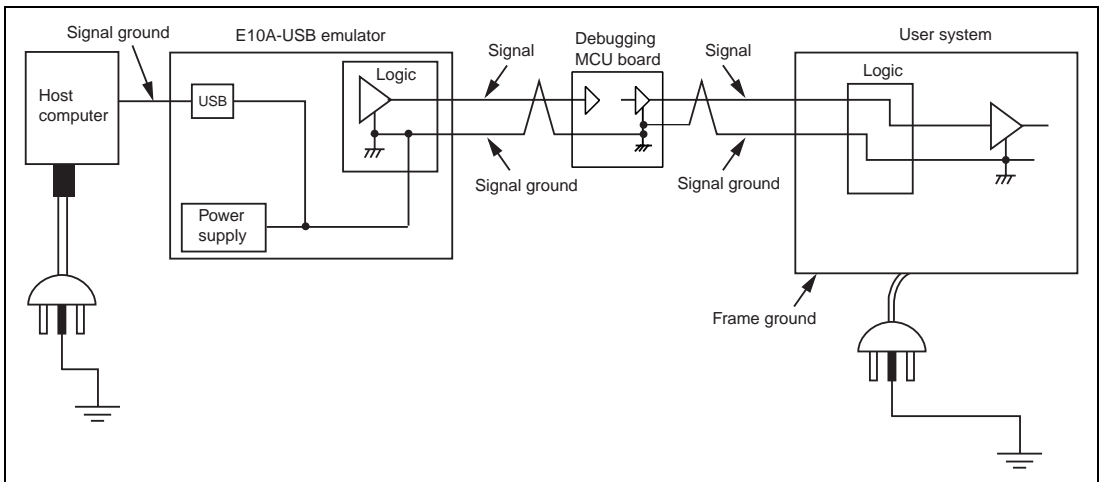 Signal ground
E10A-USB emulator
Signal
Debugging
MCU board
Signal
User system
Host
computer
USB
Logic
Logic
Signal ground
Signal ground
Power
supply
Frame ground